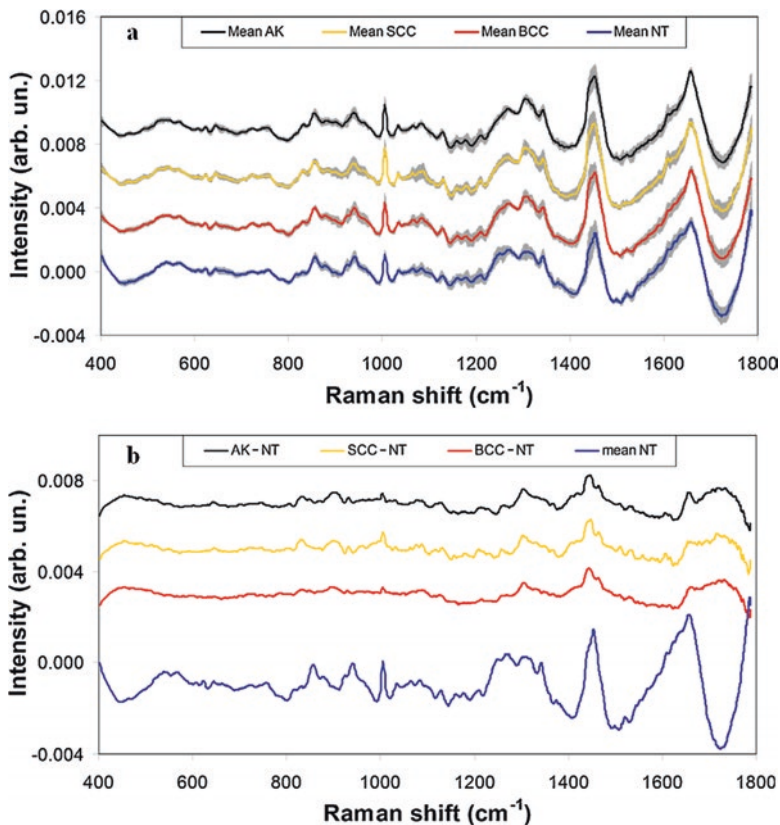 a
Mean AK Mean SCC Mean BCC Mean NT
0.016
0.012
0.008
0.004
0.000
-0.004
Intensity (arb. un.)
400 600 800 1000 1200 1400 1600 1800
Raman shift (cm⁻¹)
b
AK - NT SCC - NT BCC - NT mean NT
0.008
0.004
0.000
-0.004
Intensity (arb. un.)
400 600 800 1000 1200 1400 1600 1800
Raman shift (cm⁻¹)